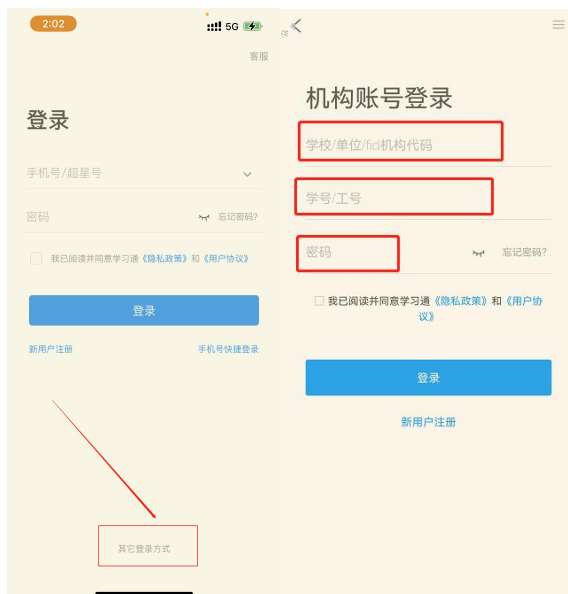 2:02
5G
客服
登录
手机号/超星号
密码
忘记密码?
我已阅读并同意学习通《隐私政策》和《用户协议》
登录
新用户注册
手机号快捷登录
其它登录方式
机构账号登录
学校/单位/fid机构代码
学号/工号
密码
忘记密码?
我已阅读并同意学习通《隐私政策》和《用户协
议》
登录
新用户注册